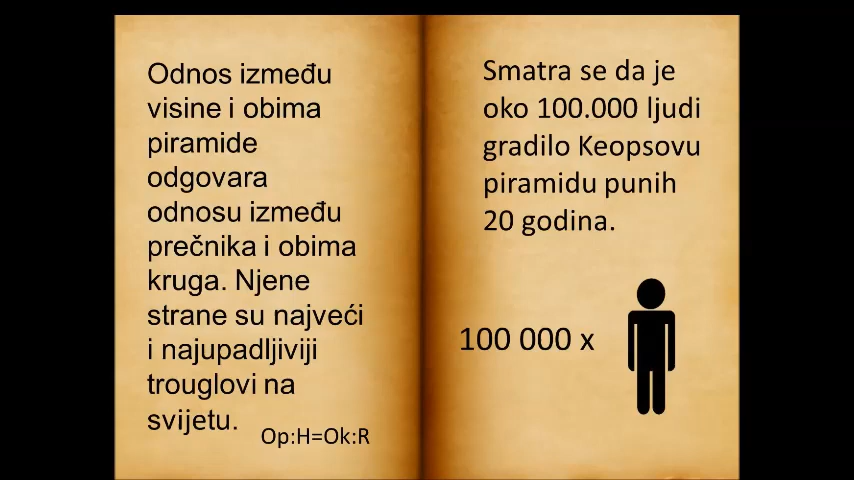 Odnos između
visine i obima
piramide
odgovara
odnosu između
prečnika i obima
kruga. Njene
strane su najveći
i najupadljiviji
trouglovi na
svijetu.
Op:H=Ok:R
Smatra se da je
oko 100.000 ljudi
gradilo Keopsovu
piramidu punih
20 godina.
100 000 x